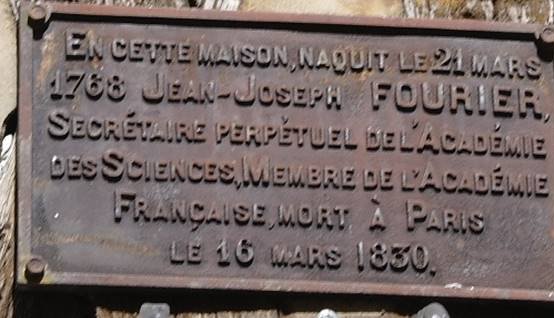 En cette maison, naquit le 21 mars
1768 Jean-Joseph FOURIER,
Secrétaire perpétuel de l'Académie
des Sciences, Membre de l'Académie
Française, mort à Paris
le 16 mars 1830.